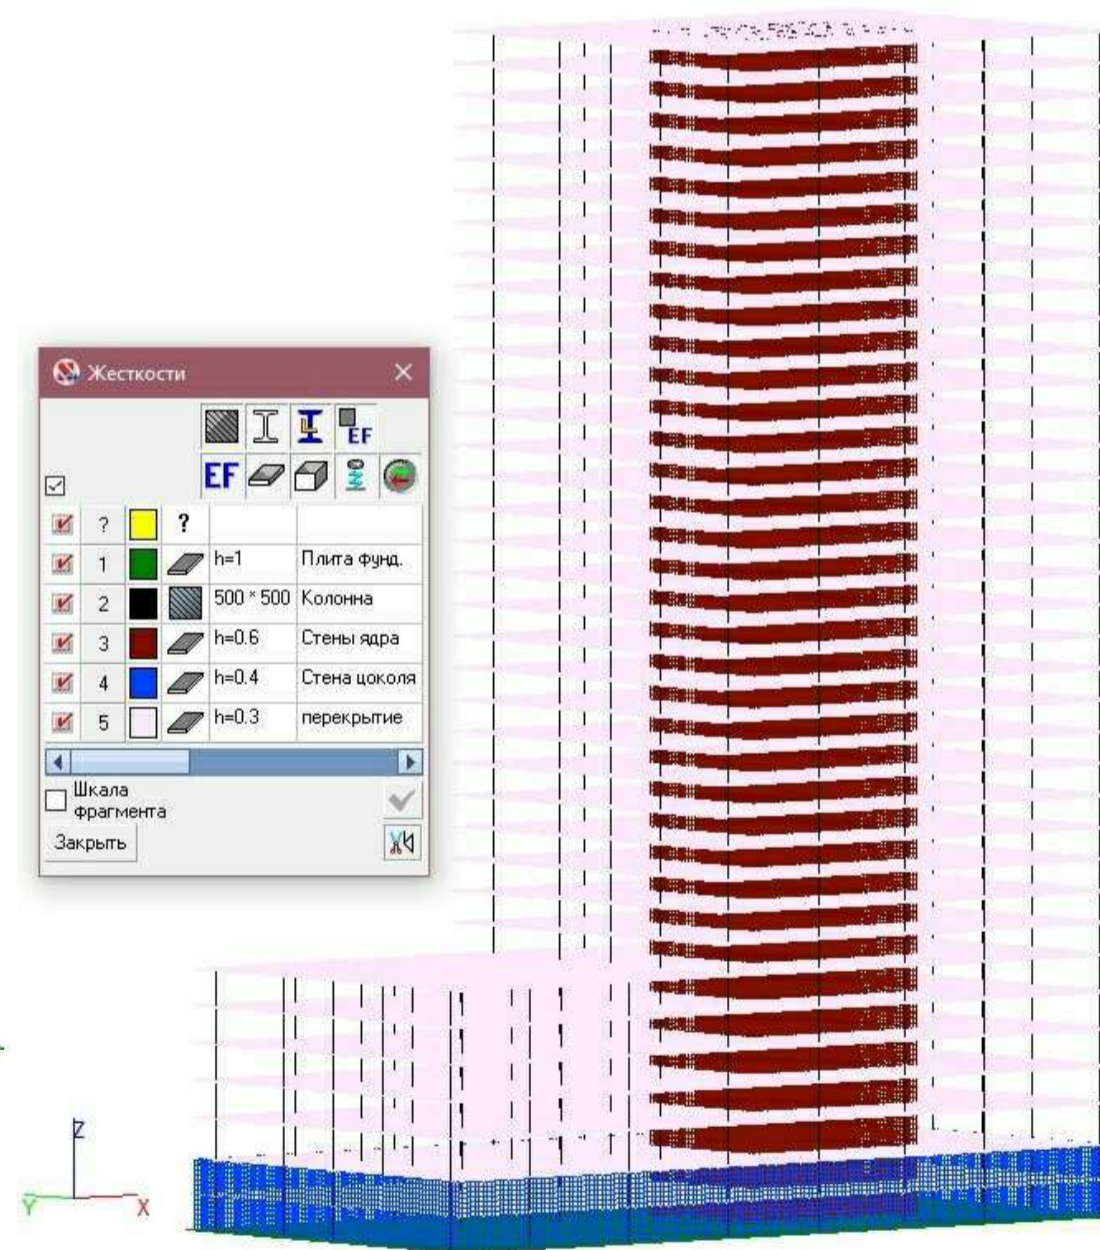 Жесткости
EF
EF
? ?
1 h=1 Плита фунд.
2 500 * 500 Колонна
3 h=0.6 Стены ядра
4 h=0.4 Стена цоколя
5 h=0.3 перекрытие
Шкала
фрагмента
Закрыть
Z
Y X